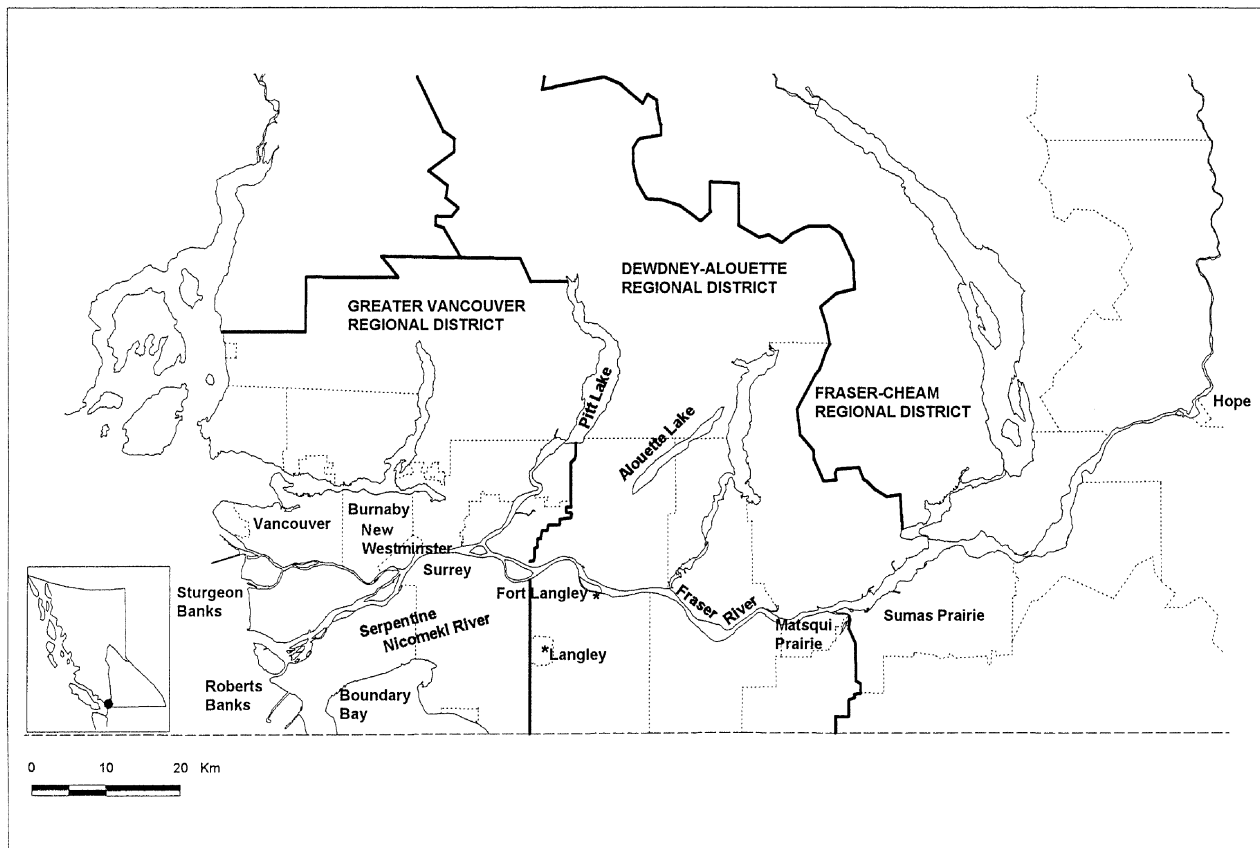 DEWDNEY-ALOUETTE
REGIONAL DISTRICT
GREATER VANCOUVER
REGIONAL DISTRICT
Pitt Lake
FRASER-CHEAM
REGIONAL DISTRICT
Hope
Alouette Lake
Vancouver
Burnaby
New
Westminster
Surrey
Sturgeon
Banks
Fort Langley *
Fraser River
Serpentine
Nicomekl River
Matsqui
Prairie
Sumas Prairie
*Langley
Roberts
Banks
Boundary
Bay
0 10 20 Km